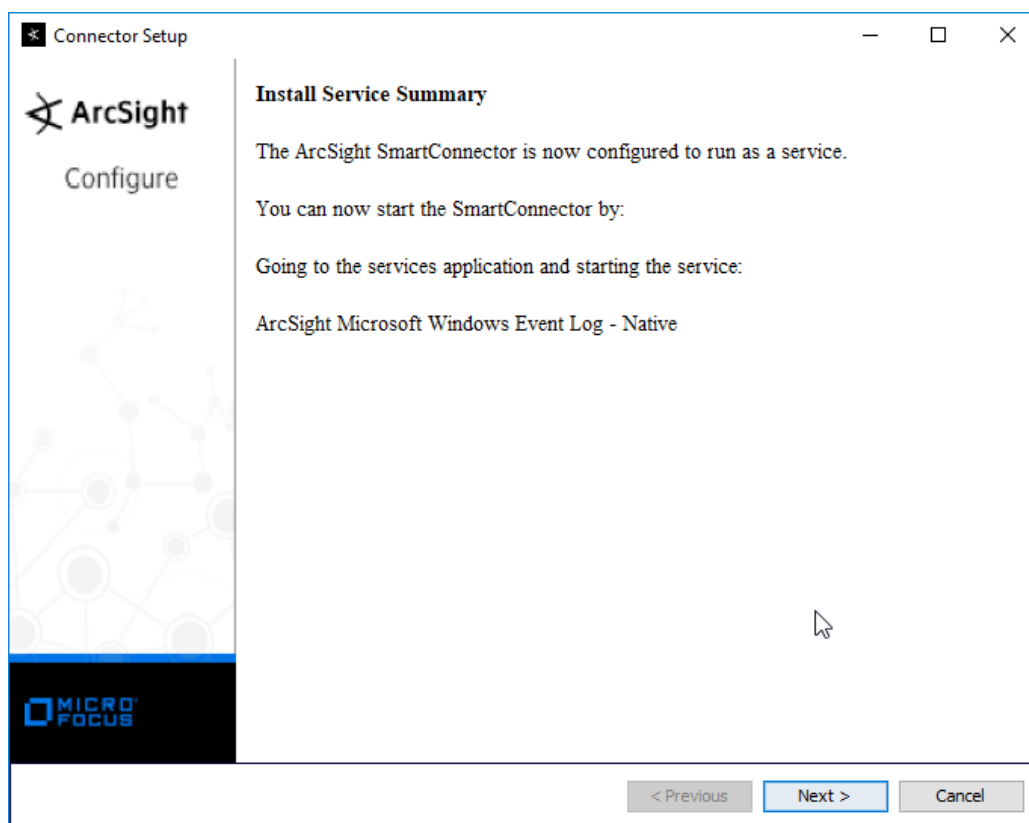 Connector Setup
ArcSight
Configure
Install Service Summary
The ArcSight SmartConnector is now configured to run as a service.
You can now start the SmartConnector by:
Going to the services application and starting the service:
ArcSight Microsoft Windows Event Log - Native
MICRO
FOCUS
< Previous
Next >
Cancel